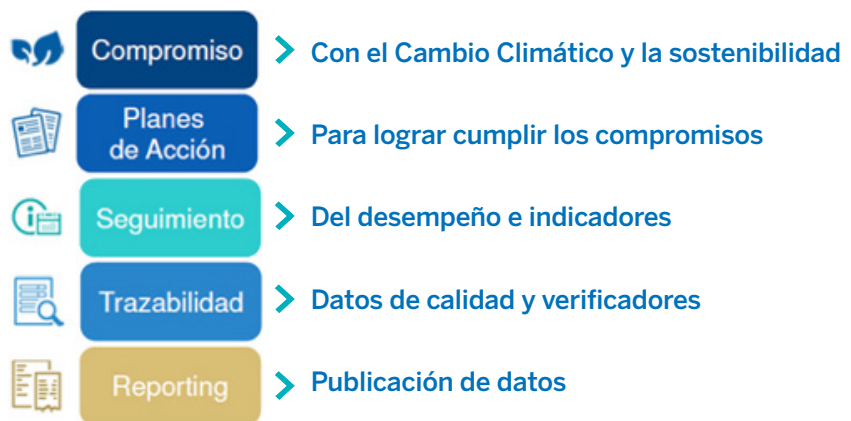 Compromiso
Con el Cambio Climático y la sostenibilidad
Planes
de Acción
Para lograr cumplir los compromisos
Seguimiento
Del desempeño e indicadores
Trazabilidad
Datos de calidad y verificadores
Reporting
Publicación de datos